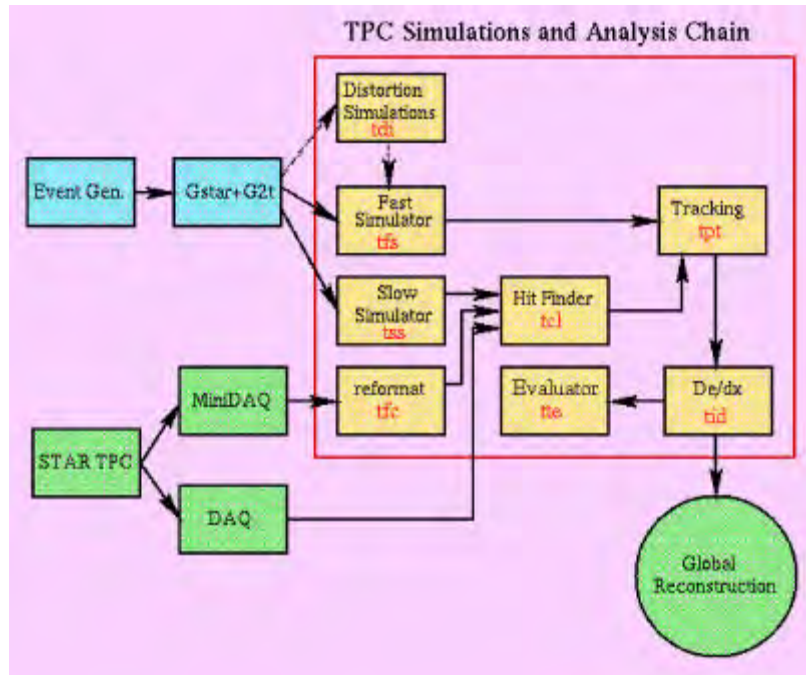 TPC Simulations and Analysis Chain
Distortion
Simulations
tdi
Event Gen.
Gstar+G2t
Fast
Simulator
tfs
Tracking
tpt
Slow
Simulator
tss
Hit Finder
tcl
MiniDAQ
reformat
tfc
Evaluator
tte
De/dx
tid
STAR TPC
DAQ
Global
Reconstruction